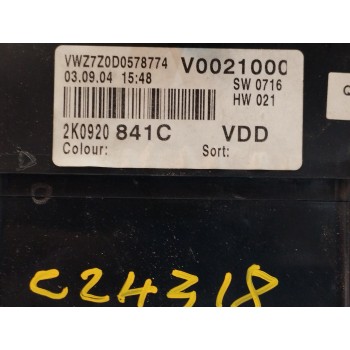 VWZ7Z0D0578774 V0021000
03.09.04 15:48 SW 0716
HW 021
Q
2K0920 841C VDD
Colour: Sort:
C24318